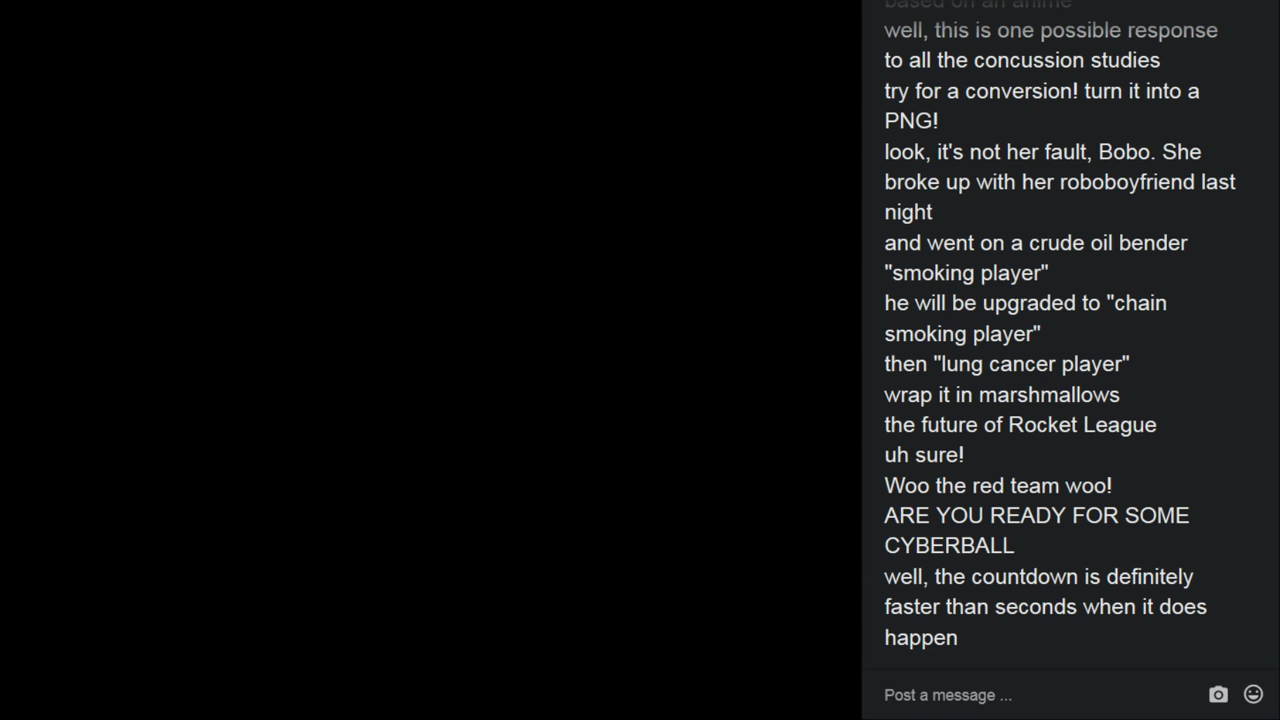 based on an anime
well, this is one possible response
to all the concussion studies
try for a conversion! turn it into a
PNG!
look, it's not her fault, Bobo. She
broke up with her roboboyfriend last
night
and went on a crude oil bender
"smoking player"
he will be upgraded to "chain
smoking player"
then "lung cancer player"
wrap it in marshmallows
the future of Rocket League
uh sure!
Woo the red team woo!
ARE YOU READY FOR SOME
CYBERBALL
well, the countdown is definitely
faster than seconds when it does
happen
Post a message ...